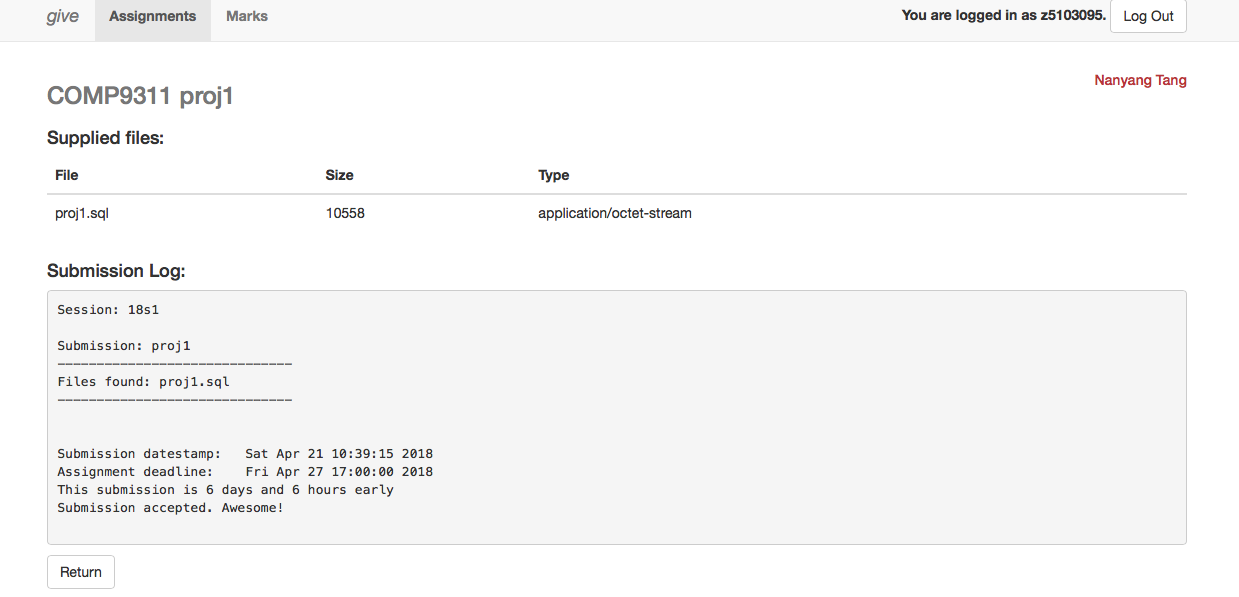 give Assignments Marks You are logged in as z5103095. Log Out
Nanyang Tang
COMP9311 proj1
Supplied files:
File Size Type
proj1.sql 10558 application/octet-stream
Submission Log:
Session: 18s1
Submission: proj1
------------------------------
Files found: proj1.sql
------------------------------
Submission datestamp:   Sat Apr 21 10:39:15 2018
Assignment deadline:    Fri Apr 27 17:00:00 2018
This submission is 6 days and 6 hours early
Submission accepted. Awesome!
Return